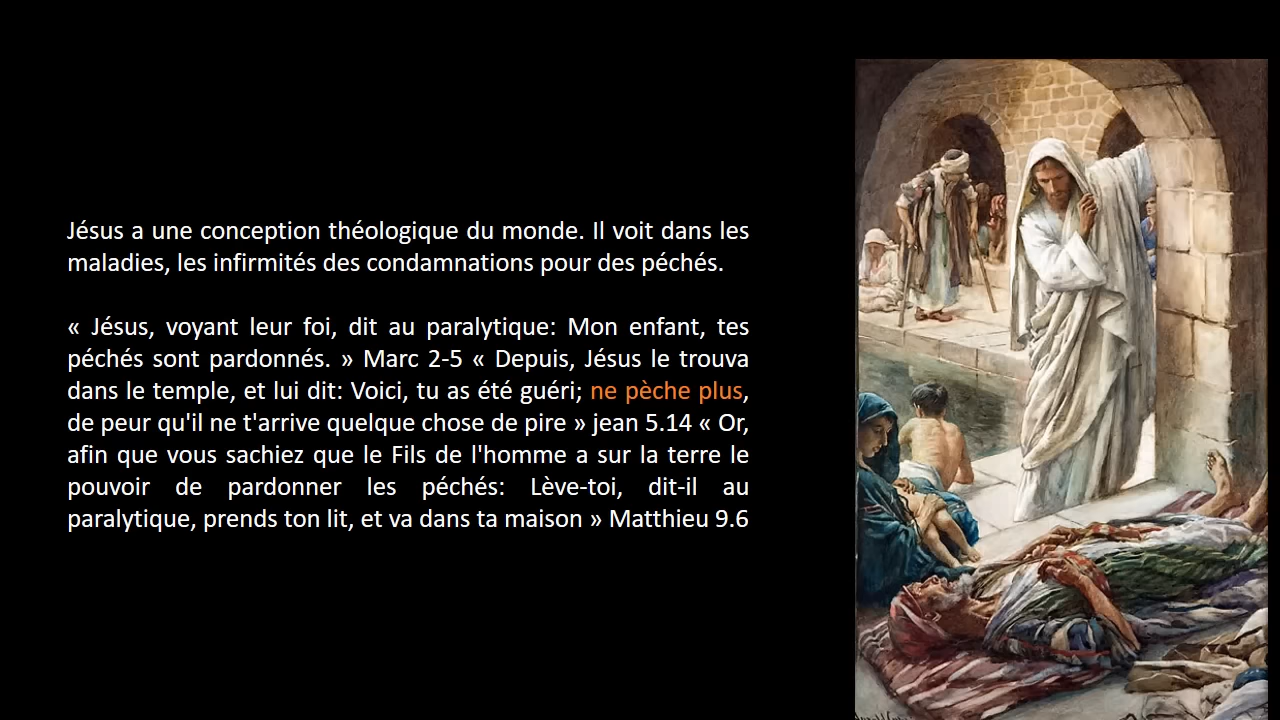 Jésus a une conception théologique du monde. Il voit dans les
maladies, les infirmités des condamnations pour des péchés.
« Jésus, voyant leur foi, dit au paralytique: Mon enfant, tes
péchés sont pardonnés. » Marc 2-5 « Depuis, Jésus le trouva
dans le temple, et lui dit: Voici, tu as été guéri; ne pèche plus,
de peur qu'il ne t'arrive quelque chose de pire » jean 5.14 « Or,
afin que vous sachiez que le Fils de l'homme a sur la terre le
pouvoir de pardonner les péchés: Lève-toi, dit-il au
paralytique, prends ton lit, et va dans ta maison » Matthieu 9.6